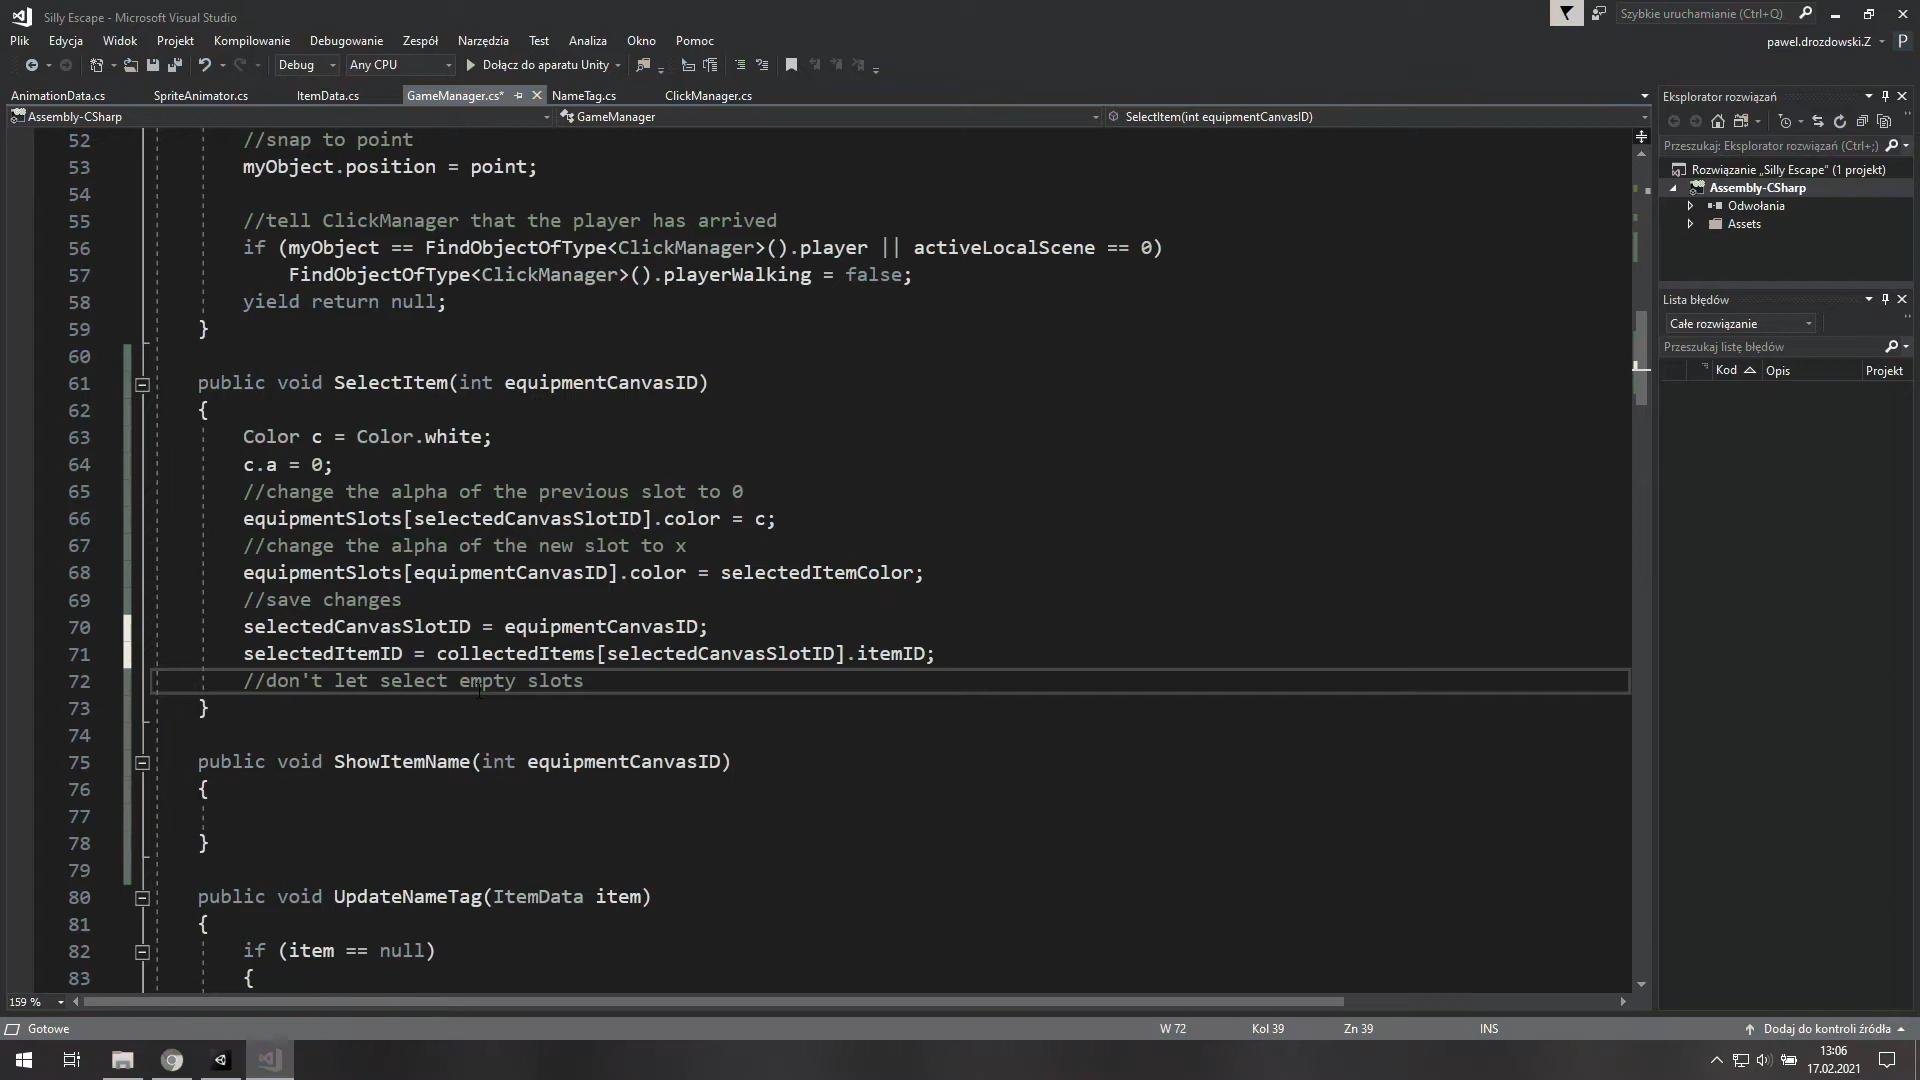 Silly Escape - Microsoft Visual Studio
Szybkie uruchamianie (Ctrl+Q)
Plik Edycja Widok Projekt Kompilowanie Debugowanie Zespół Narzędzia Test Analiza Okno Pomoc
pawel.drozdowski.Z P
Debug Any CPU Dołącz do aparatu Unity
AnimationData.cs SpriteAnimator.cs ItemData.cs GameManager.cs* NameTag.cs ClickManager.cs
Assembly-CSharp GameManager SelectItem(int equipmentCanvasID)
52 //snap to point
53 myObject.position = point;
54
55 //tell ClickManager that the player has arrived
56 if (myObject == FindObjectOfType<ClickManager>().player || activeLocalScene == 0)
57 FindObjectOfType<ClickManager>().playerWalking = false;
58 yield return null;
59 }
60
61 public void SelectItem(int equipmentCanvasID)
62 {
63 Color c = Color.white;
64 c.a = 0;
65 //change the alpha of the previous slot to 0
66 equipmentSlots[selectedCanvasSlotID].color = c;
67 //change the alpha of the new slot to x
68 equipmentSlots[equipmentCanvasID].color = selectedItemColor;
69 //save changes
70 selectedCanvasSlotID = equipmentCanvasID;
71 selectedItemID = collectedItems[selectedCanvasSlotID].itemID;
72 //don't let select empty slots
73 }
74
75 public void ShowItemName(int equipmentCanvasID)
76 {
77
78 }
79
80 public void UpdateNameTag(ItemData item)
81 {
82 if (item == null)
83 {
159 %
Eksplorator rozwiązań
Przeszukaj: Eksplorator rozwiązań (Ctrl+;)
Rozwiązanie „Silly Escape” (1 projekt)
Assembly-CSharp
Odwołania
Assets
Lista błędów
Całe rozwiązanie
Przeszukaj listę błędów
Kod Opis Projekt
Gotowe W 72 Kol 39 Zn 39 INS Dodaj do kontroli źródła
13:06
17.02.2021